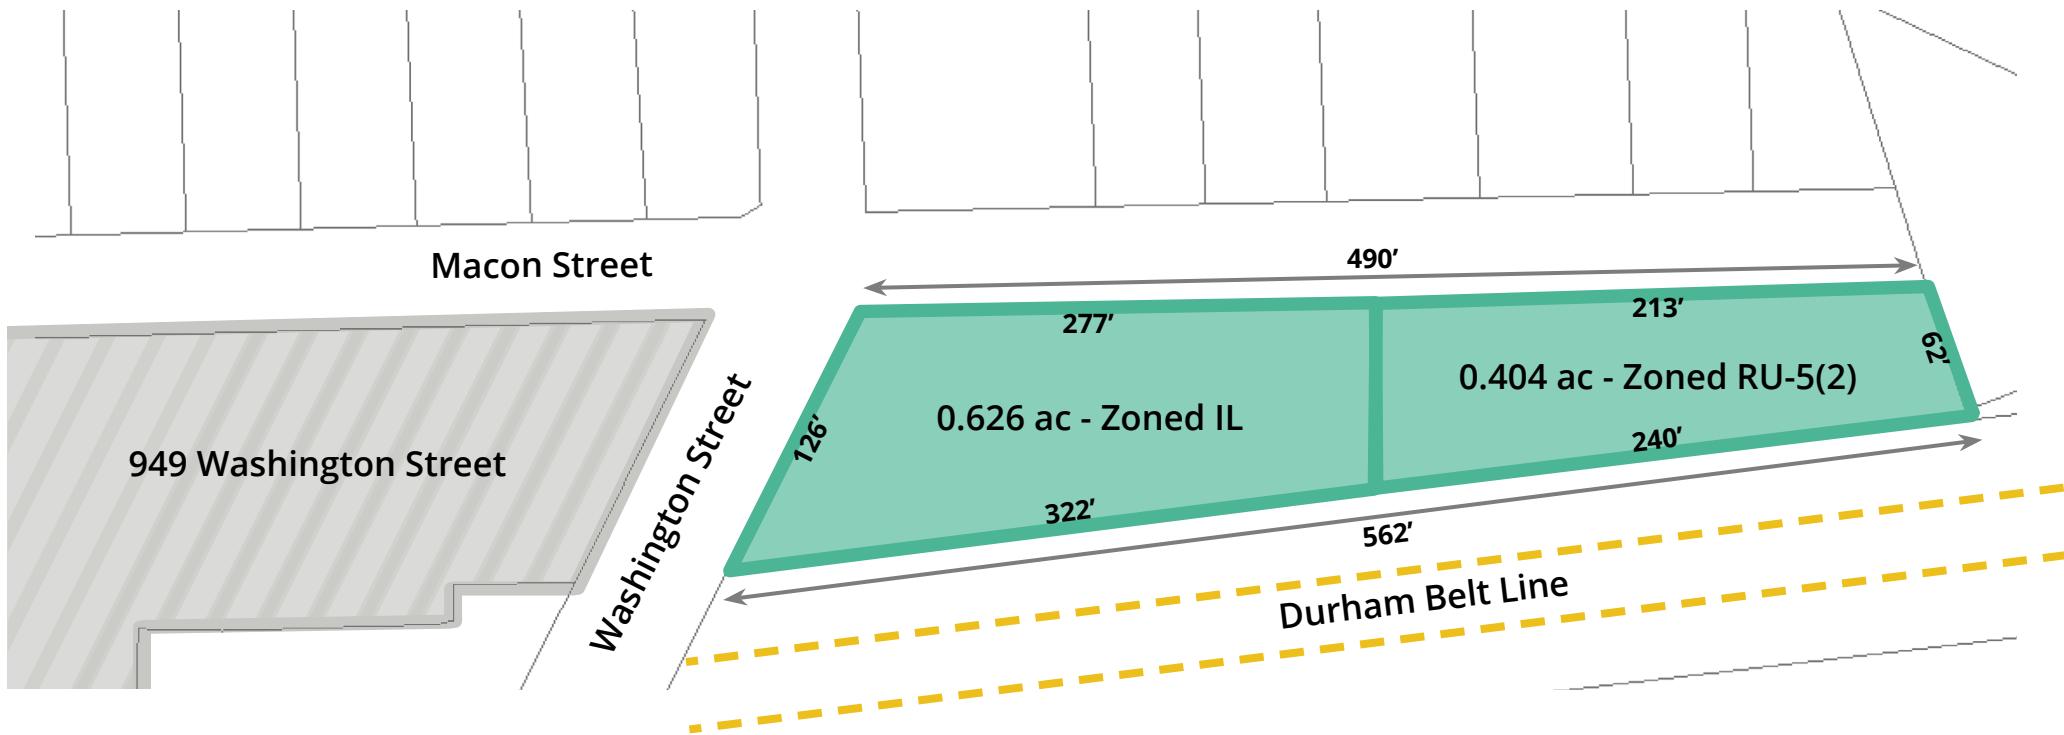 Macon Street
490’
277’
213’
62’
0.404 ac - Zoned RU-5(2)
0.626 ac - Zoned IL
126’
949 Washington Street
Washington Street
240’
322’
562’
Durham Belt Line